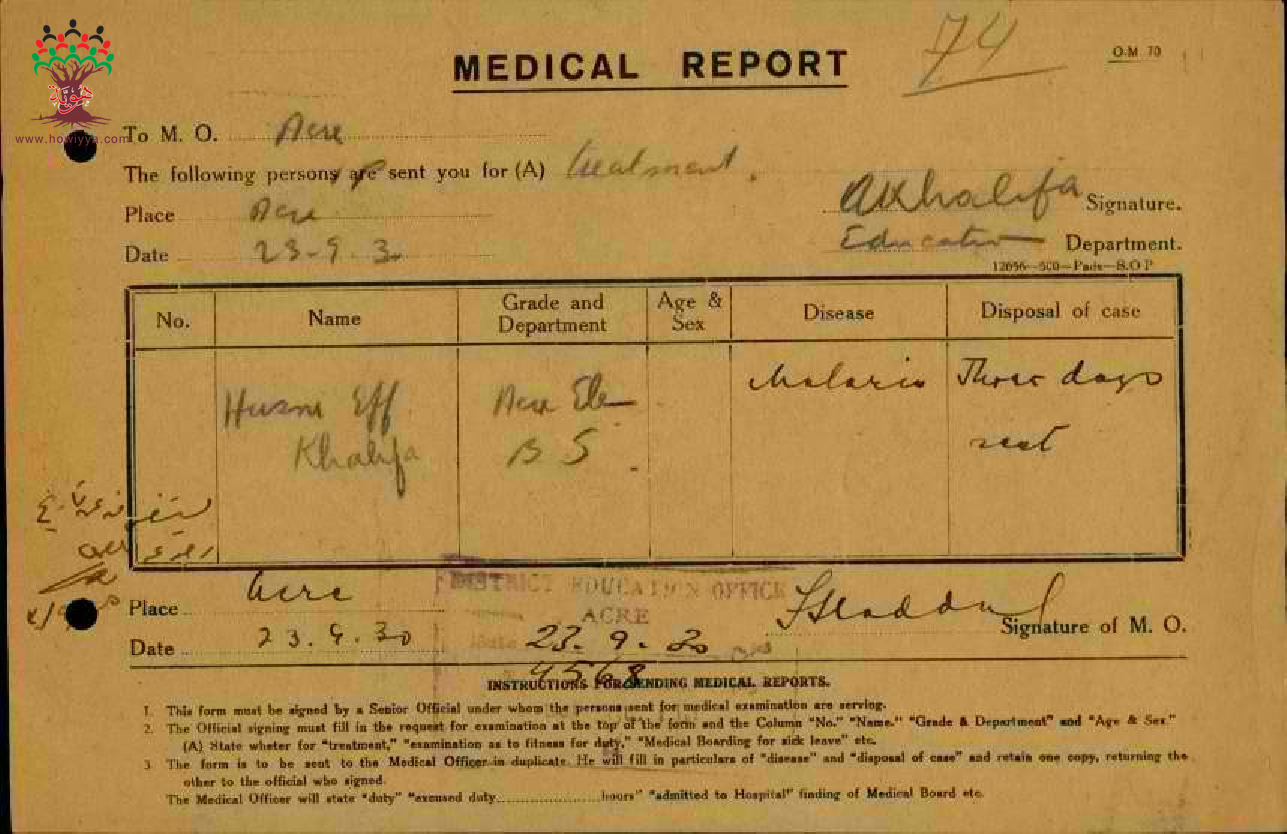 74
MEDICAL REPORT
O.M. 70
حوية
www.howiyya.com
To M. O. Acre
The following persons are sent you for (A) treatment.
Place Acre
AKhalifa Signature.
Date 23-9.30
Education Department.
12656—500—Pads—S.O.P
No. Name Grade and Department Age & Sex Disease Disposal of case
Husni Eff Khalifa
Acre Ele B S.
Malaria
Three days rest
DISTRICT EDUCATION OFFICE
ACRE
Place Acre
Date 23.9.30
Date 23.9.30
4568
Signature of M. O.
INSTRUCTIONS FOR SENDING MEDICAL REPORTS.
1. This form must be signed by a Senior Official under whom the persons sent for medical examination are serving.
2. The Official signing must fill in the request for examination at the top of the form and the Column "No." "Name." "Grade & Department" and "Age & Sex."
(A) State wheter for "treatment," "examination as to fitness for duty," "Medical Boarding for sick leave" etc.
3 The form is to be sent to the Medical Officer in duplicate. He will fill in particulars of "disease" and "disposal of case" and retain one copy, returning the
other to the official who signed.
The Medical Officer will state "duty" "excused duty..................hours" "admitted to Hospital" finding of Medical Board etc.